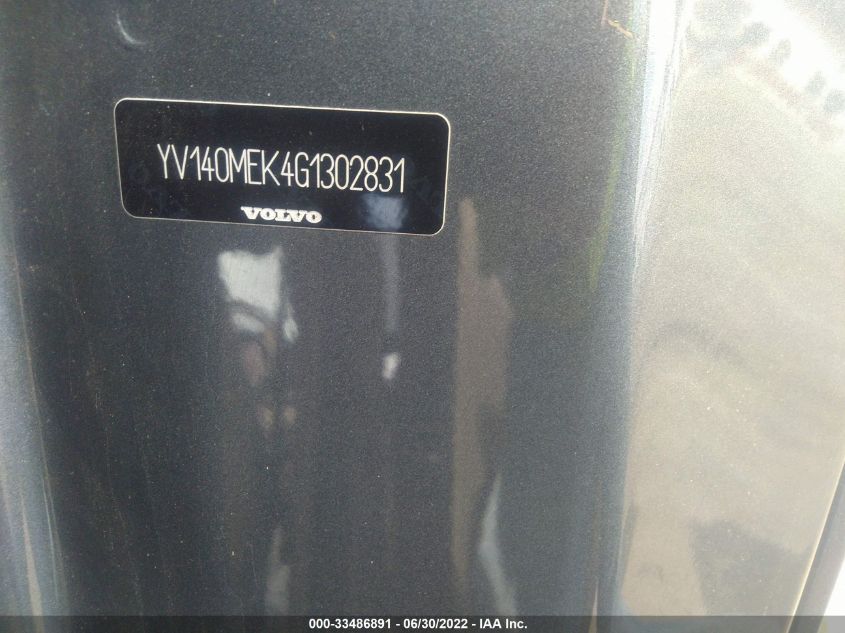 YV140MEK4G1302831
VOLVO
000-33486891 - 06/30/2022 - IAA Inc.